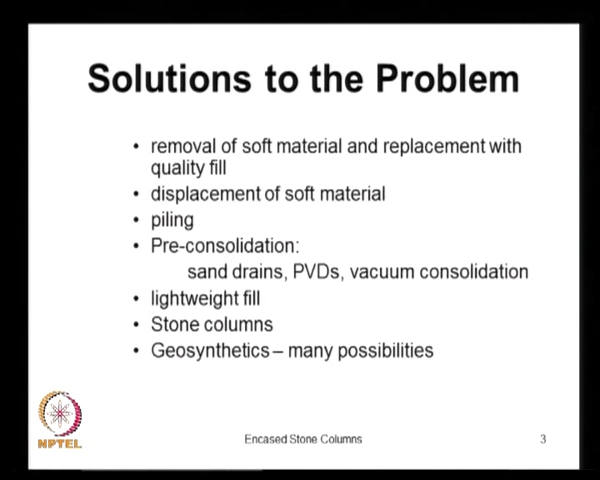 Solutions to the Problem
• removal of soft material and replacement with
quality fill
• displacement of soft material
• piling
• Pre-consolidation:
sand drains, PVDs, vacuum consolidation
• lightweight fill
• Stone columns
• Geosynthetics – many possibilities
NPTEL
Encased Stone Columns
3